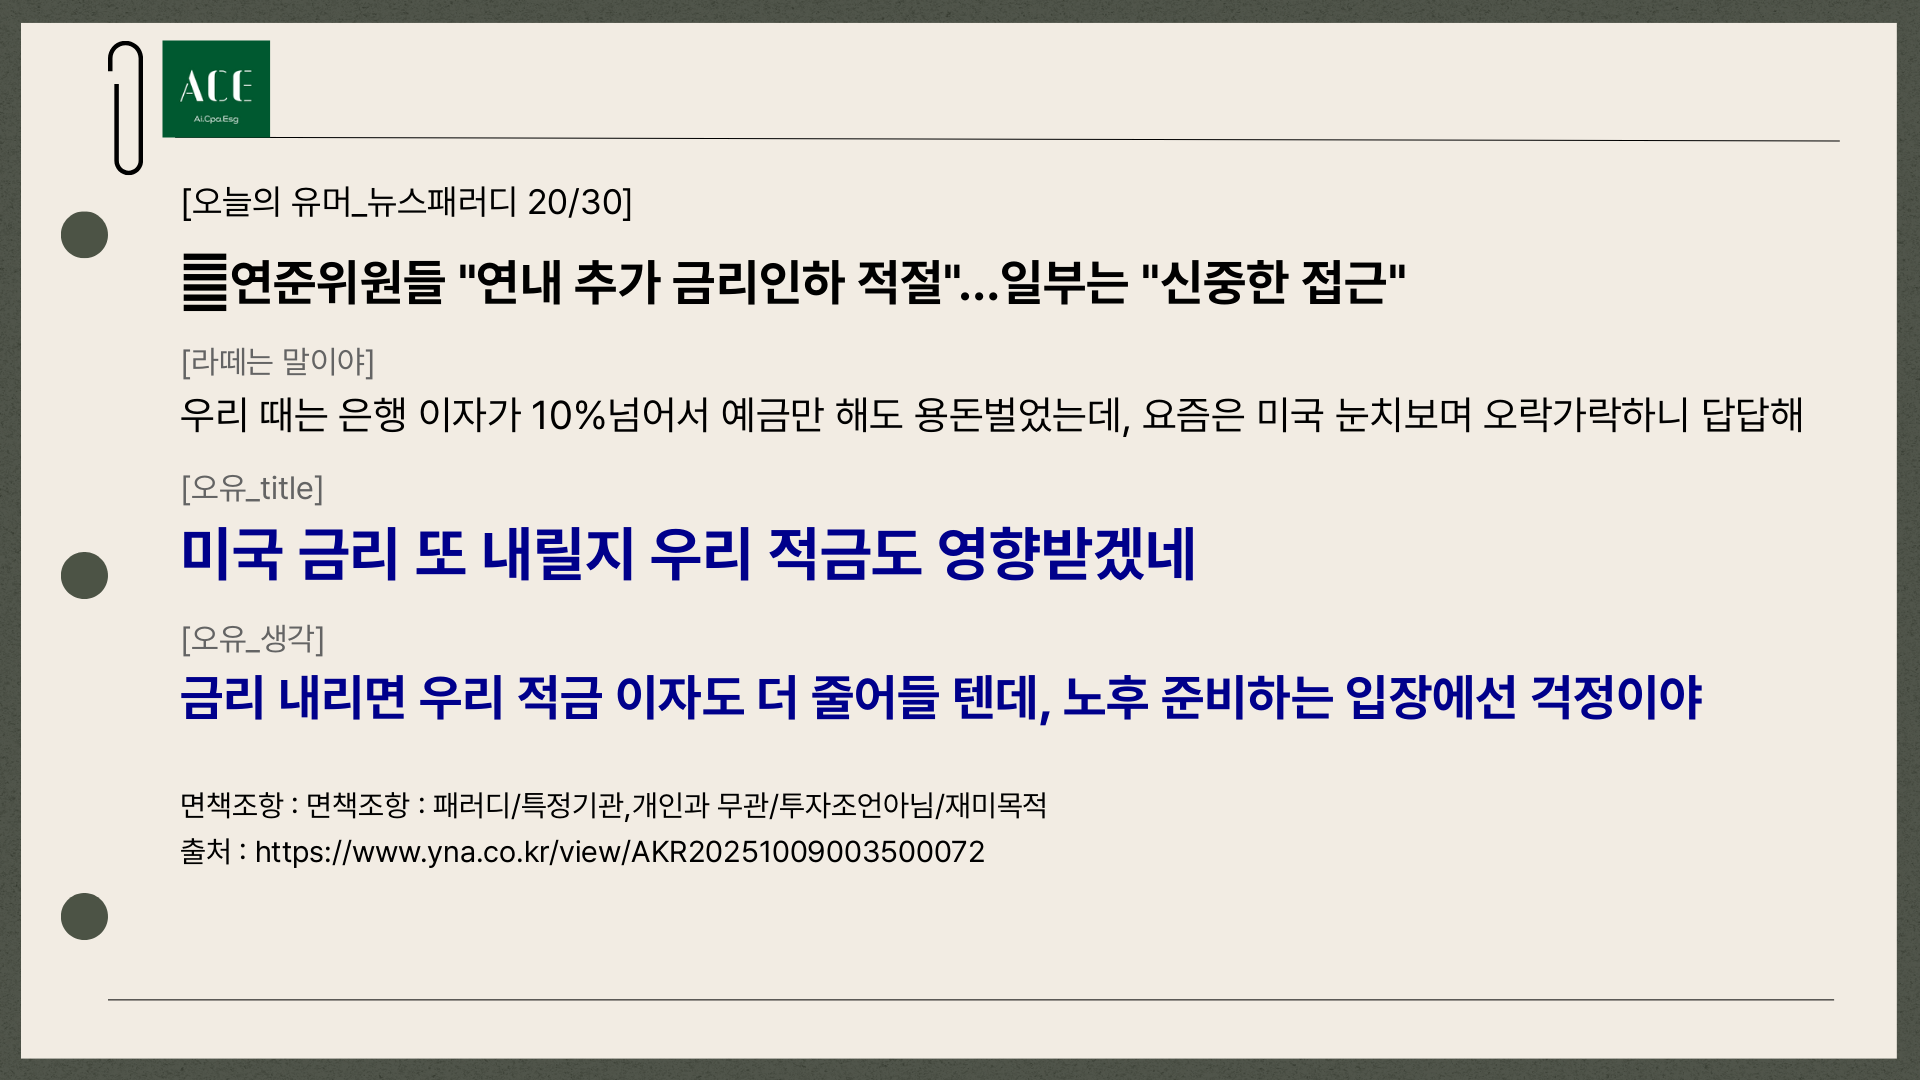 ACE
Ai.Cpa.Esg
[오늘의 유머_뉴스패러디 20/30]
䷀연준위원들 "연내 추가 금리인하 적절"...일부는 "신중한 접근"
[라떼는 말이야]
우리 때는 은행 이자가 10%넘어서 예금만 해도 용돈벌었는데, 요즘은 미국 눈치보며 오락가락하니 답답해
[오유_title]
미국 금리 또 내릴지 우리 적금도 영향받겠네
[오유_생각]
금리 내리면 우리 적금 이자도 더 줄어들 텐데, 노후 준비하는 입장에선 걱정이야
면책조항 : 면책조항 : 패러디/특정기관,개인과 무관/투자조언아님/재미목적
출처 : https://www.yna.co.kr/view/AKR20251009003500072